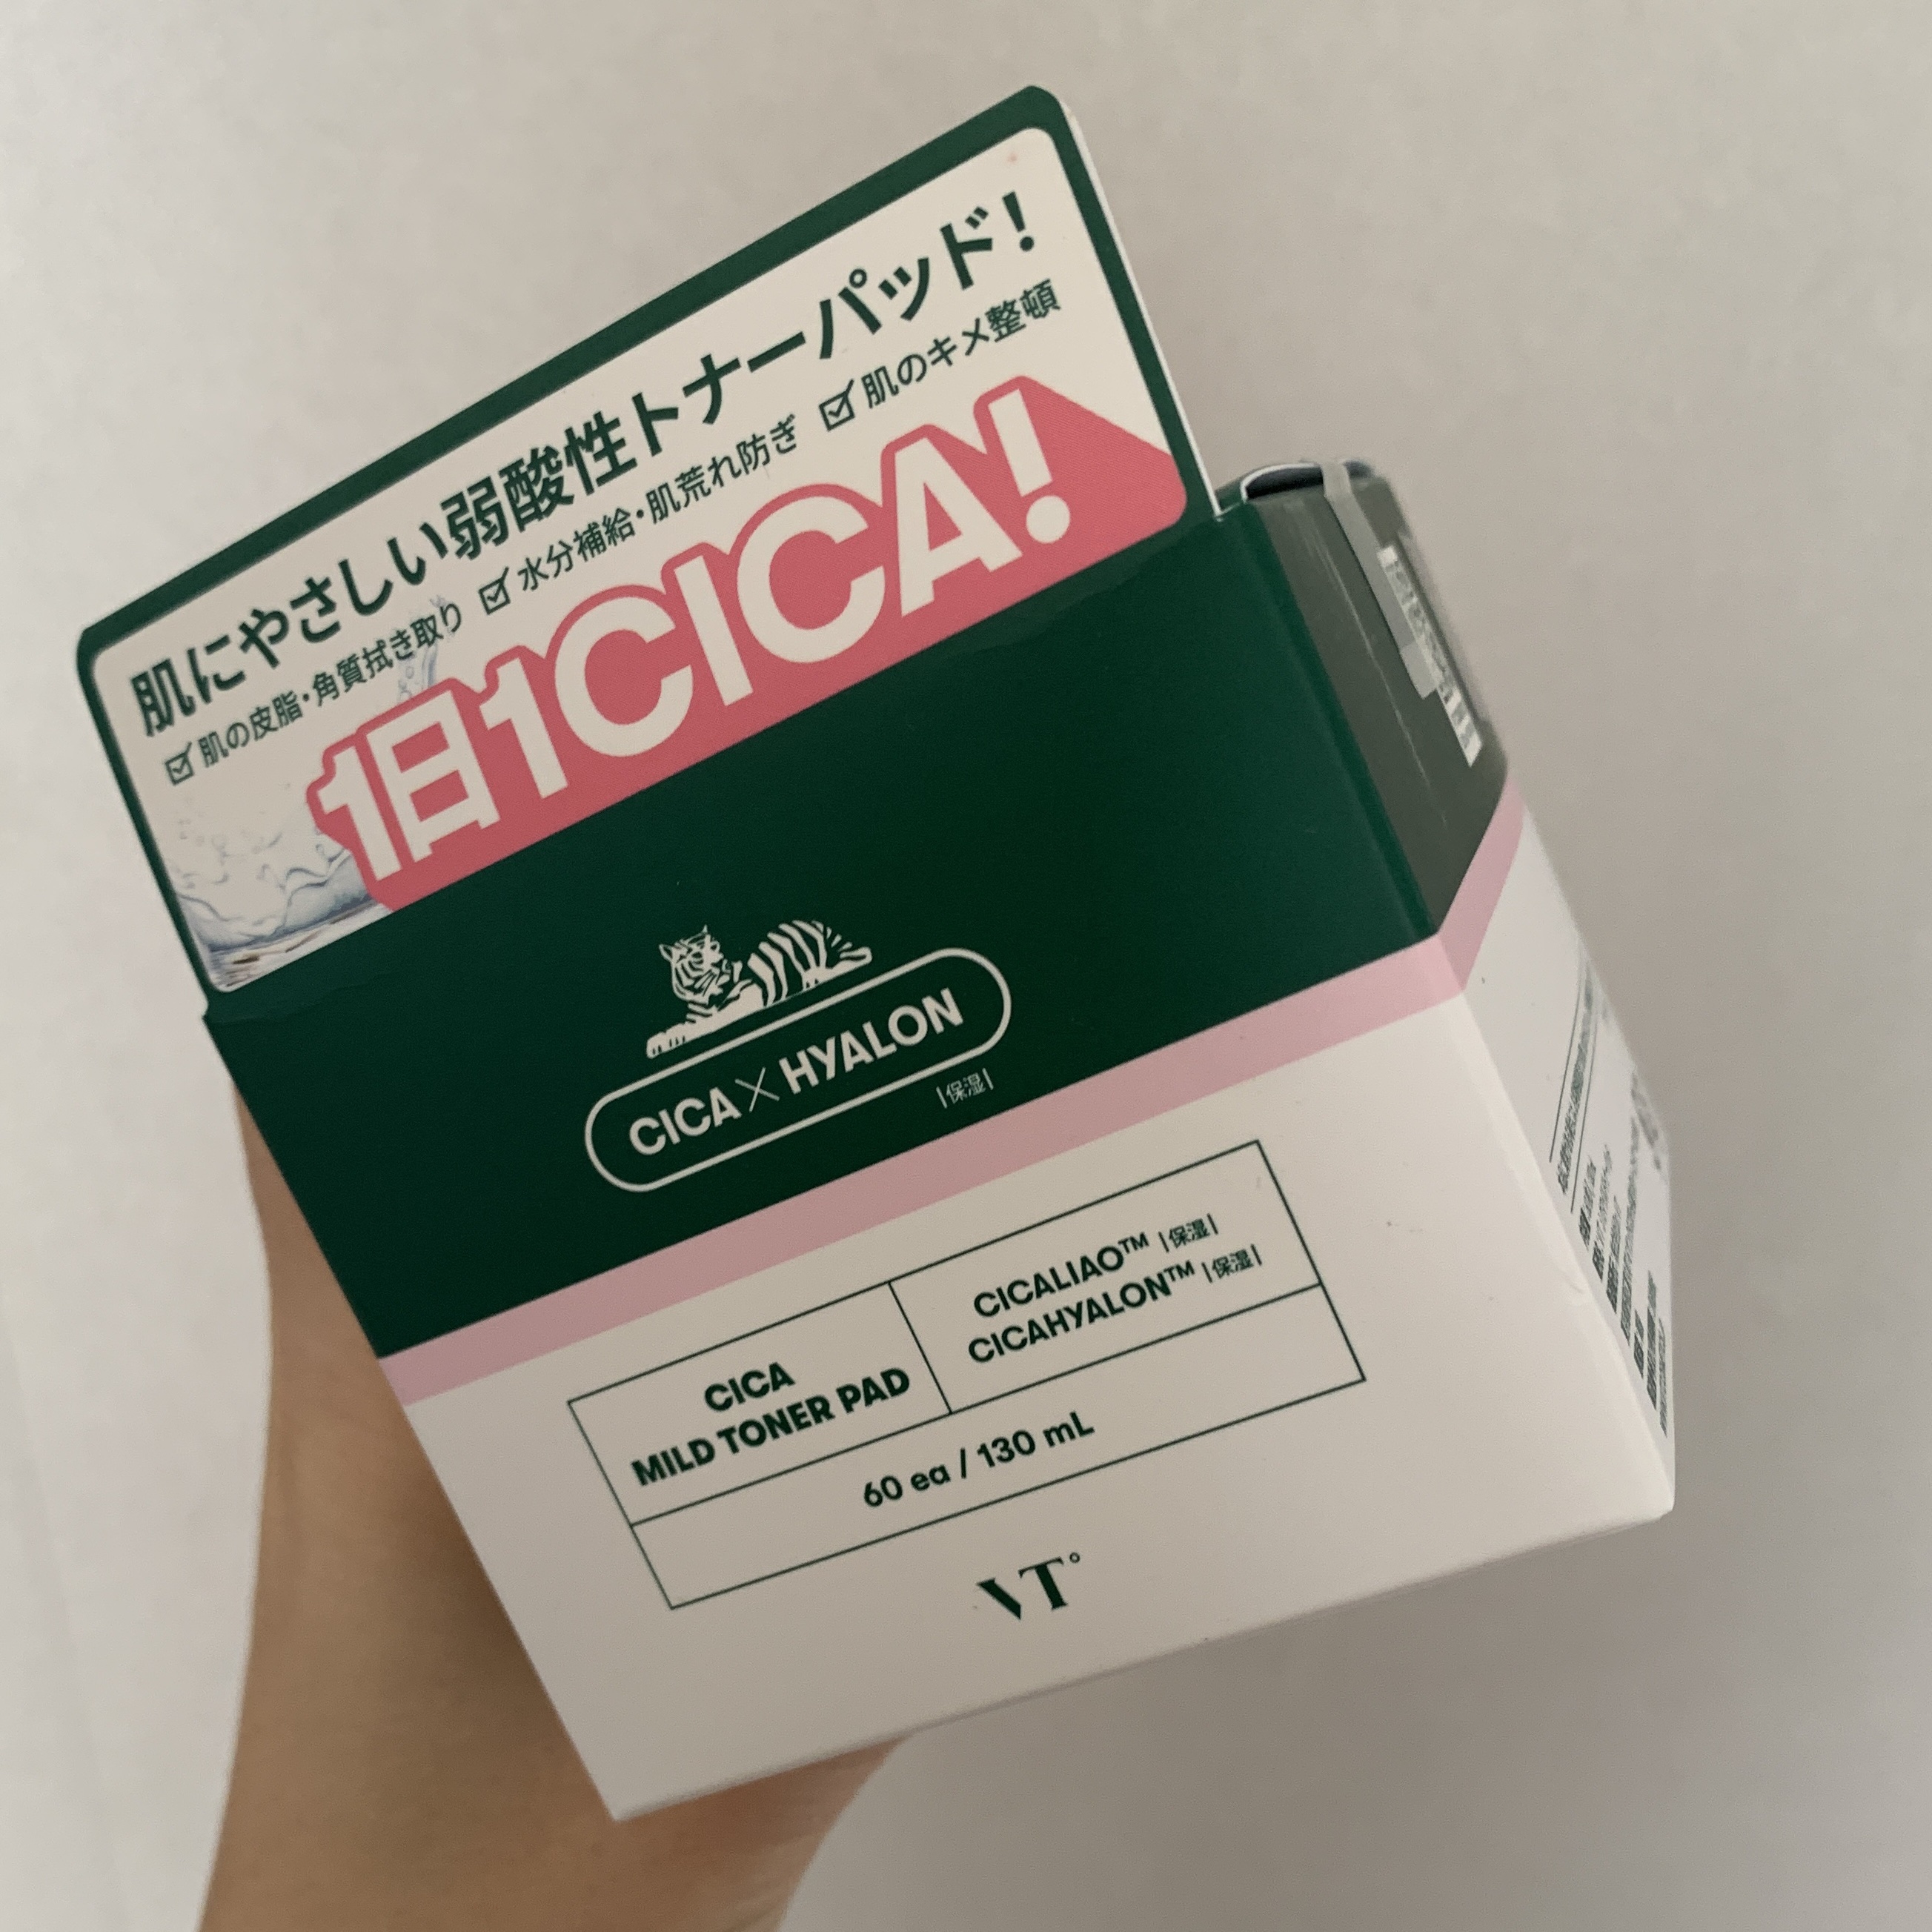 肌にやさしい弱酸性トナーパッド!
☑ 肌の皮脂・角質拭き取り ☑ 水分補給・肌荒れ防ぎ ☑ 肌のキメ整頓
1日1CICA!
CICA × HYALON
|保湿|
CICA
MILD TONER PAD
CICALIAO™ |保湿|
CICAHYALON™ |保湿|
60 ea / 130 mL
VT°